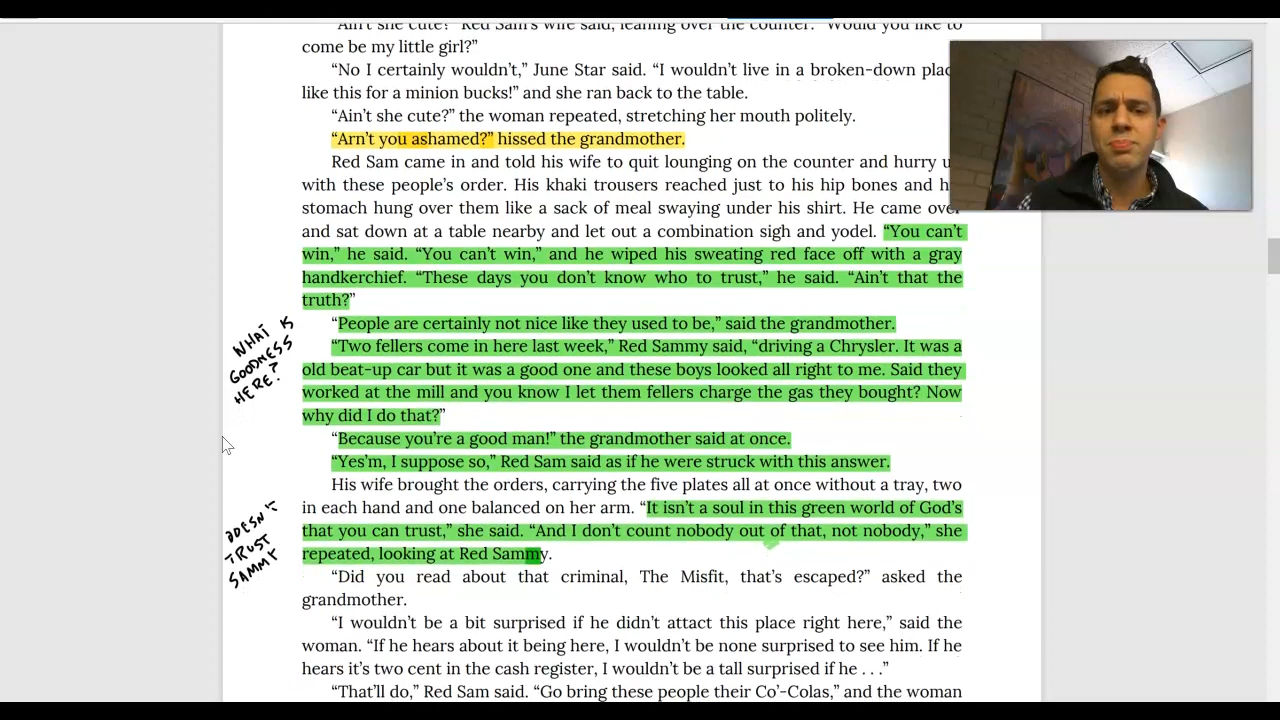 "Ain't she cute?" Red Sam's wife said, leaning over the counter. "Would you like to
come be my little girl?"
"No I certainly wouldn't," June Star said. "I wouldn't live in a broken-down plac
like this for a minion bucks!" and she ran back to the table.
"Ain't she cute?" the woman repeated, stretching her mouth politely.
"Arn't you ashamed?" hissed the grandmother.
Red Sam came in and told his wife to quit lounging on the counter and hurry u
with these people's order. His khaki trousers reached just to his hip bones and h
stomach hung over them like a sack of meal swaying under his shirt. He came over
and sat down at a table nearby and let out a combination sigh and yodel. "You can't
win," he said. "You can't win," and he wiped his sweating red face off with a gray
handkerchief. "These days you don't know who to trust," he said. "Ain't that the
truth?"
"People are certainly not nice like they used to be," said the grandmother.
"Two fellers come in here last week," Red Sammy said, "driving a Chrysler. It was a
old beat-up car but it was a good one and these boys looked all right to me. Said they
worked at the mill and you know I let them fellers charge the gas they bought? Now
why did I do that?"
WHAT IS
GOODNESS
HERE?
"Because you're a good man!" the grandmother said at once.
"Yes'm, I suppose so," Red Sam said as if he were struck with this answer.
His wife brought the orders, carrying the five plates all at once without a tray, two
in each hand and one balanced on her arm. "It isn't a soul in this green world of God's
that you can trust," she said. "And I don't count nobody out of that, not nobody," she
repeated, looking at Red Sammy.
DOESN'T
TRUST
SAMMY
"Did you read about that criminal, The Misfit, that's escaped?" asked the
grandmother.
"I wouldn't be a bit surprised if he didn't attact this place right here," said the
woman. "If he hears about it being here, I wouldn't be none surprised to see him. If he
hears it's two cent in the cash register, I wouldn't be a tall surprised if he . . ."
"That'll do," Red Sam said. "Go bring these people their Co'-Colas," and the woman